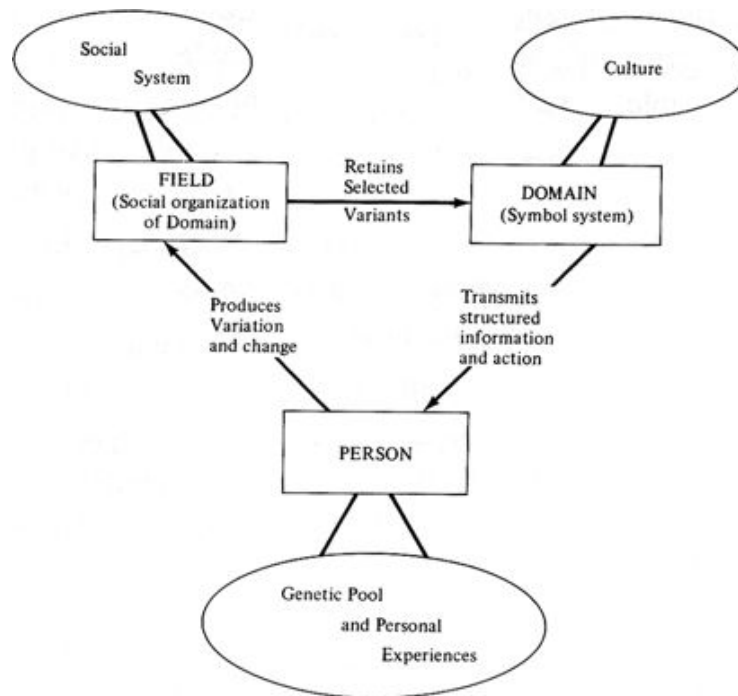 Social
System
Culture
FIELD
(Social organization
of Domain)
Retains
Selected
Variants
DOMAIN
(Symbol system)
Produces
Variation
and change
Transmits
structured
information
and action
PERSON
Genetic Pool
and Personal
Experiences